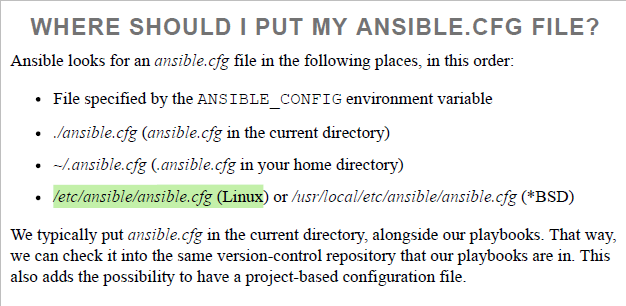 WHERE SHOULD I PUT MY ANSIBLE.CFG FILE?
Ansible looks for an ansible.cfg file in the following places, in this order:
• File specified by the ANSIBLE_CONFIG environment variable
• ./ansible.cfg (ansible.cfg in the current directory)
• ~/.ansible.cfg (.ansible.cfg in your home directory)
• /etc/ansible/ansible.cfg (Linux) or /usr/local/etc/ansible/ansible.cfg (*BSD)
We typically put ansible.cfg in the current directory, alongside our playbooks. That way,
we can check it into the same version-control repository that our playbooks are in. This
also adds the possibility to have a project-based configuration file.